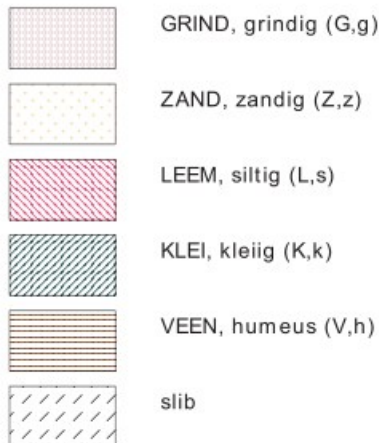 GRIND, grindig (G,g)
ZAND, zandig (Z,z)
LEEM, siltig (L,s)
KLEI, kleiig (K,k)
VEEN, humeus (V,h)
slib